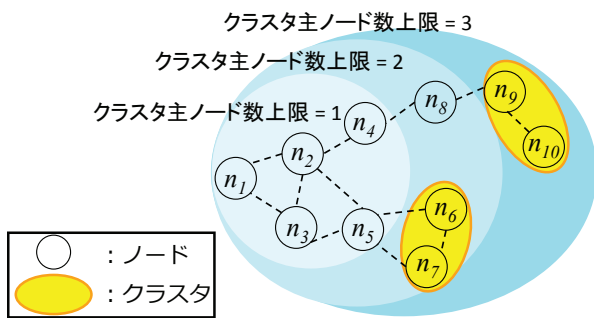 クラスタ主ノード数上限 = 3
クラスタ主ノード数上限 = 2
クラスタ主ノード数上限 = 1
n9
n8
n4
n10
n2
n1
n6
n3
n5
n7
：ノード
：クラスタ